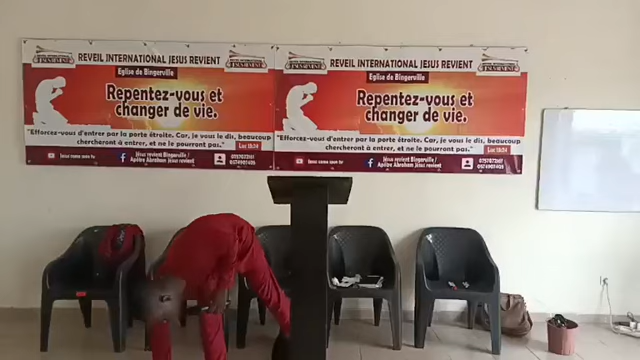 REVEIL INTERNATIONAL JESUS REVIENT
Eglise de Bingerville
Repentez-vous et
changer de vie.
"Efforcez-vous d'entrer par la porte étroite. Car, je vous le dis, beaucoup
chercheront à entrer, et ne le pourront pas."
Jésus revient Bingerville /
Apôtre Abraham Jésus revient
REVEIL INTERNATIONAL JESUS REVIENT
Eglise de Bingerville
Repentez-vous et
changer de vie.
"Efforcez-vous d'entrer par la porte étroite. Car, je vous le dis, beaucoup
chercheront à entrer, et ne le pourront pas."
Jésus revient Bingerville /
Apôtre Abraham Jésus revient